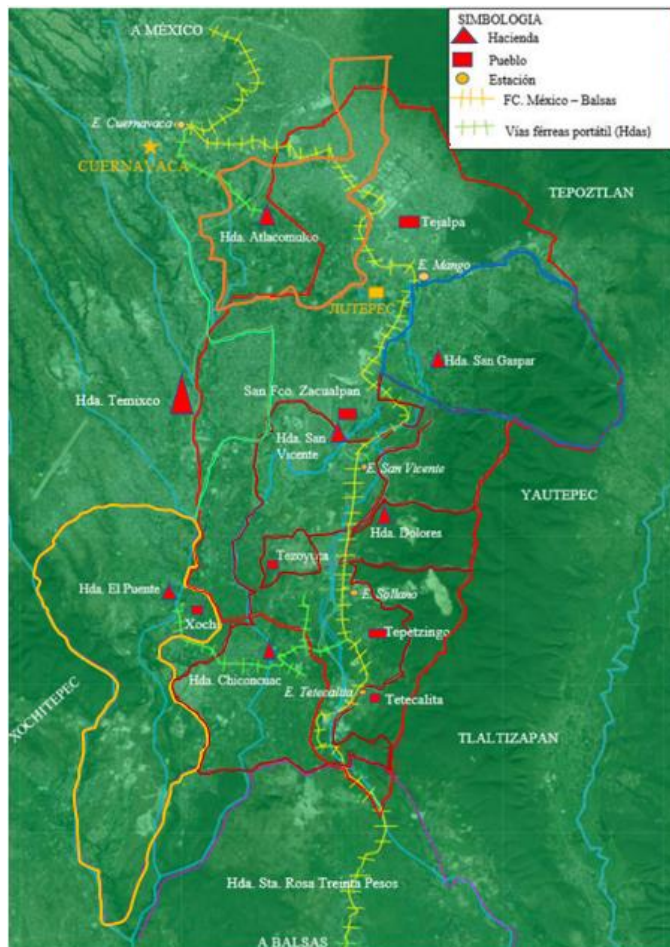 SIMBOLOGIA
Hacienda
Pueblo
Estación
FC. México – Balsas
Vías férreas portátil (Hdas)
A MÉXICO
E. Cuernavaca
CUERNAVACA
TEPOZTLAN
Hda. Atlacomulco
Tejalpa
E. Mango
JIUTEPEC
Hda. San Gaspar
Hda. Temixco
San Fco. Zacualpan
Hda. San
Vicente
E. San Vicente
YAUTEPEC
Hda. Dolores
Tezoyuca
Hda. El Puente
E. Sollano
Xochi
Tepetzingo
Hda. Chiconcuac
E. Tetecalita
Tetecalita
XOCHITEPEC
TLALTIZAPAN
Hda. Sta. Rosa Treinta Pesos
A BALSAS